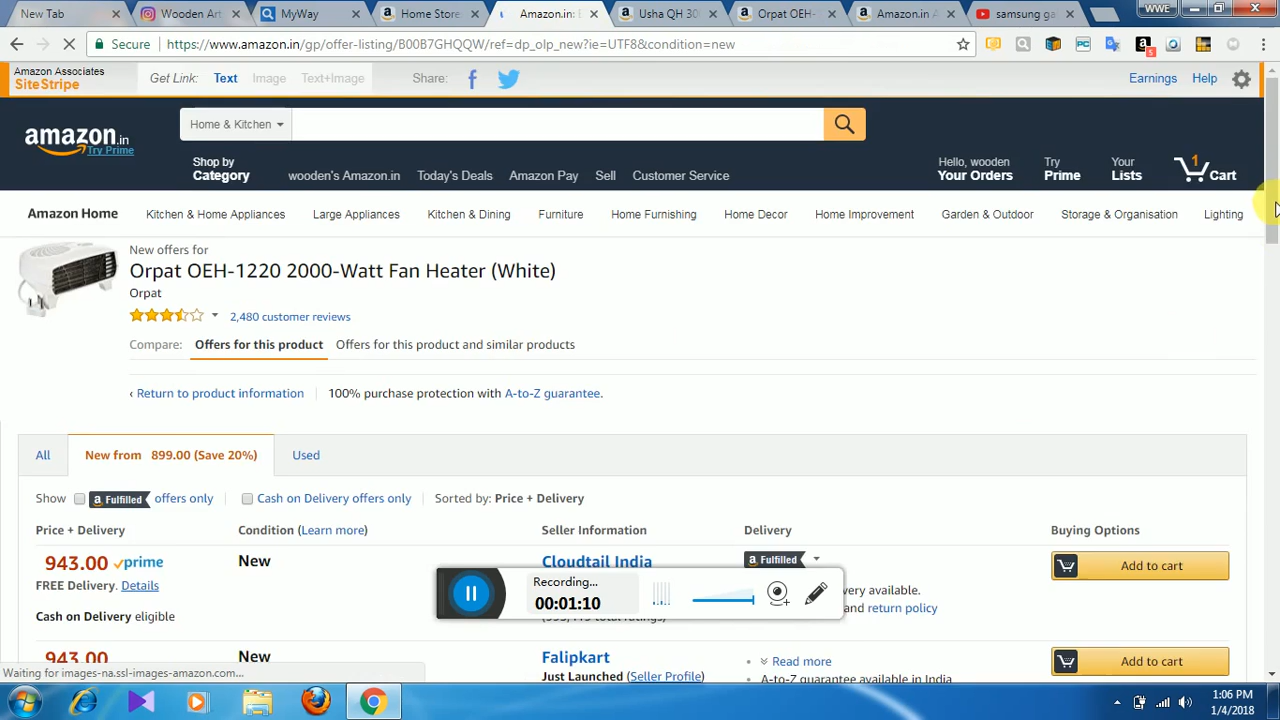 New Tab
Wooden Art
MyWay
Home Store
Amazon.in: E
Usha QH 30
Orpat OEH-
Amazon.in A
samsung ga
WWE
Secure
https://www.amazon.in/gp/offer-listing/B00B7GHQQW/ref=dp_olp_new?ie=UTF8&condition=new
5
Amazon Associates
SiteStripe
Get Link: Text Image Text+Image
Share:
Earnings Help
amazon.in
Try Prime
Home & Kitchen
Shop by
Category
wooden's Amazon.in Today's Deals Amazon Pay Sell Customer Service
Hello, wooden
Your Orders
Try
Prime
Your
Lists
1
Cart
Amazon Home Kitchen & Home Appliances Large Appliances Kitchen & Dining Furniture Home Furnishing Home Decor Home Improvement Garden & Outdoor Storage & Organisation Lighting
New offers for
Orpat OEH-1220 2000-Watt Fan Heater (White)
Orpat
2,480 customer reviews
Compare: Offers for this product Offers for this product and similar products
‹ Return to product information 100% purchase protection with A-to-Z guarantee.
All New from 899.00 (Save 20%) Used
Show a Fulfilled offers only Cash on Delivery offers only Sorted by: Price + Delivery
Price + Delivery Condition (Learn more) Seller Information Delivery Buying Options
943.00 prime New Cloudtail India a Fulfilled Add to cart
FREE Delivery. Details
Cash on Delivery eligible
very available.
and return policy
Recording...
00:01:10
943.00 New Falipkart Read more Add to cart
Just Launched (Seller Profile)
A-to-Z guarantee available in India
Waiting for images-na.ssl-images-amazon.com...
1:06 PM
1/4/2018